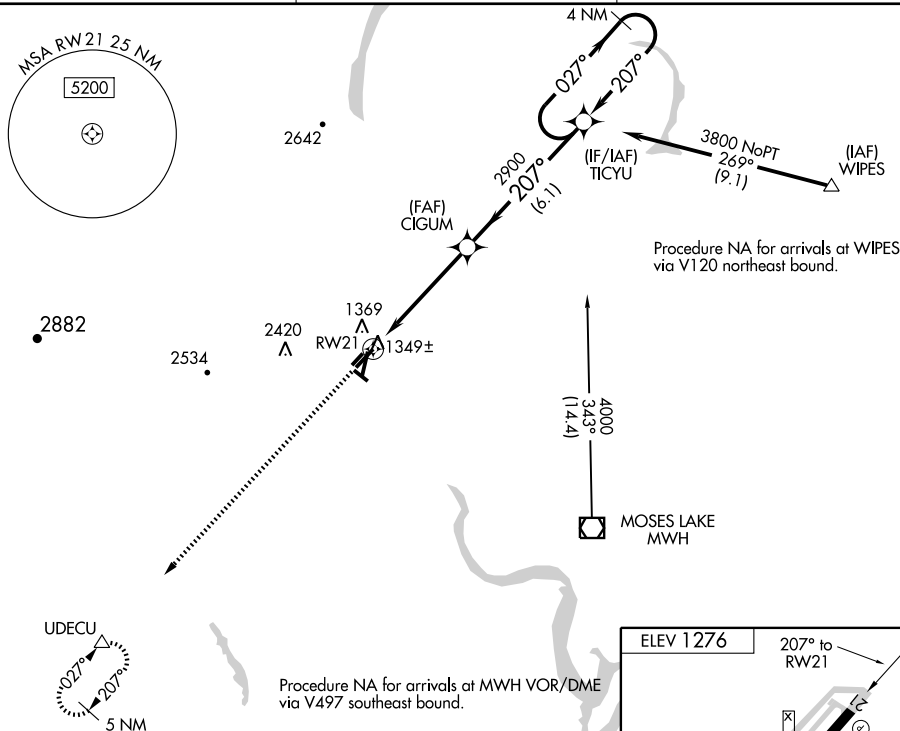 MSA RW21 25 NM
5200
2642
4 NM
027°
207°
(IF/IAF)
TICYU
3800 NoPT
269°
(9.1)
(IAF)
WIPES
2900
207°
(6.1)
(FAF)
CIGUM
Procedure NA for arrivals at WIPES
via V120 northeast bound.
2882
2534
2420
1369
RW21
1349±
4000
343°
(14.4)
MOSES LAKE
MWH
UDECU
027°
207°
5 NM
Procedure NA for arrivals at MWH VOR/DME
via V497 southeast bound.
ELEV 1276
207° to
RW21
21
X